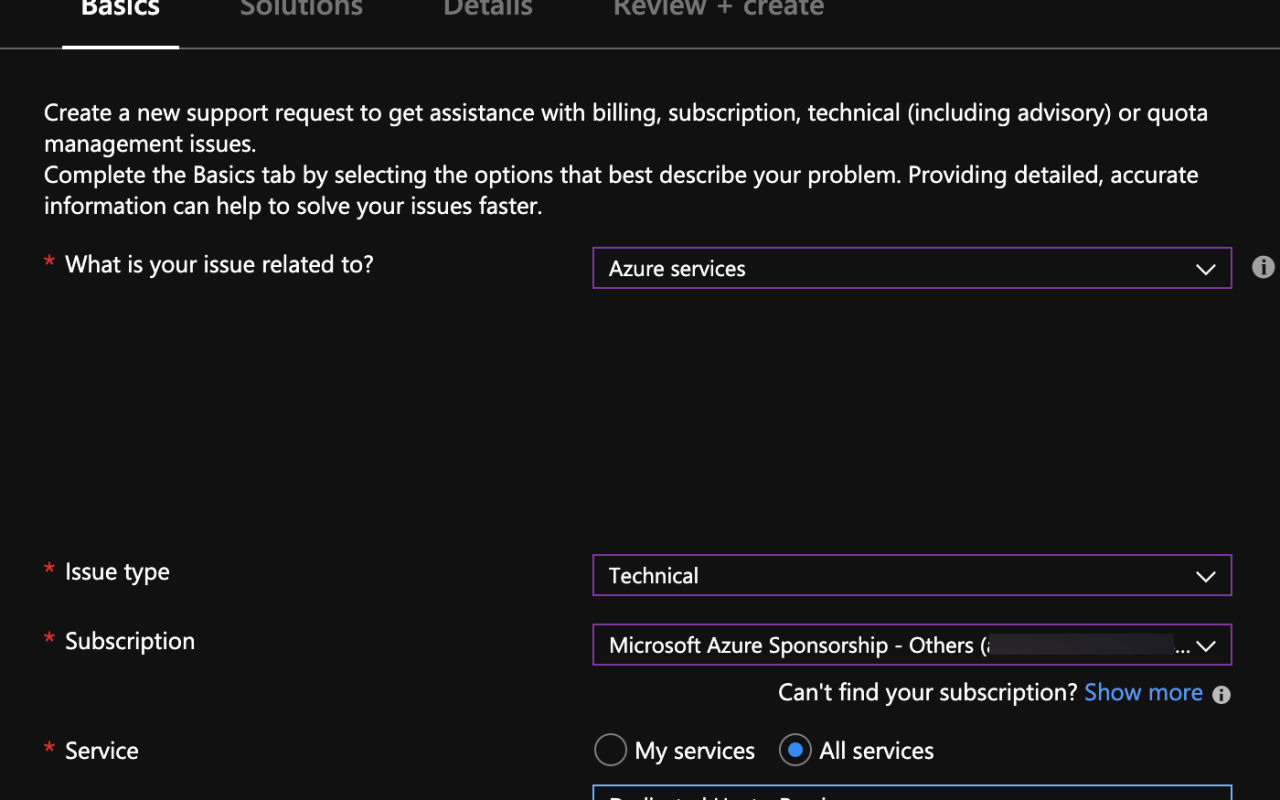 Basics Solutions Details Review + create
Create a new support request to get assistance with billing, subscription, technical (including advisory) or quota
management issues.
Complete the Basics tab by selecting the options that best describe your problem. Providing detailed, accurate
information can help to solve your issues faster.
* What is your issue related to? Azure services
* Issue type Technical
* Subscription Microsoft Azure Sponsorship - Others ( ...
Can't find your subscription? Show more
* Service My services All services